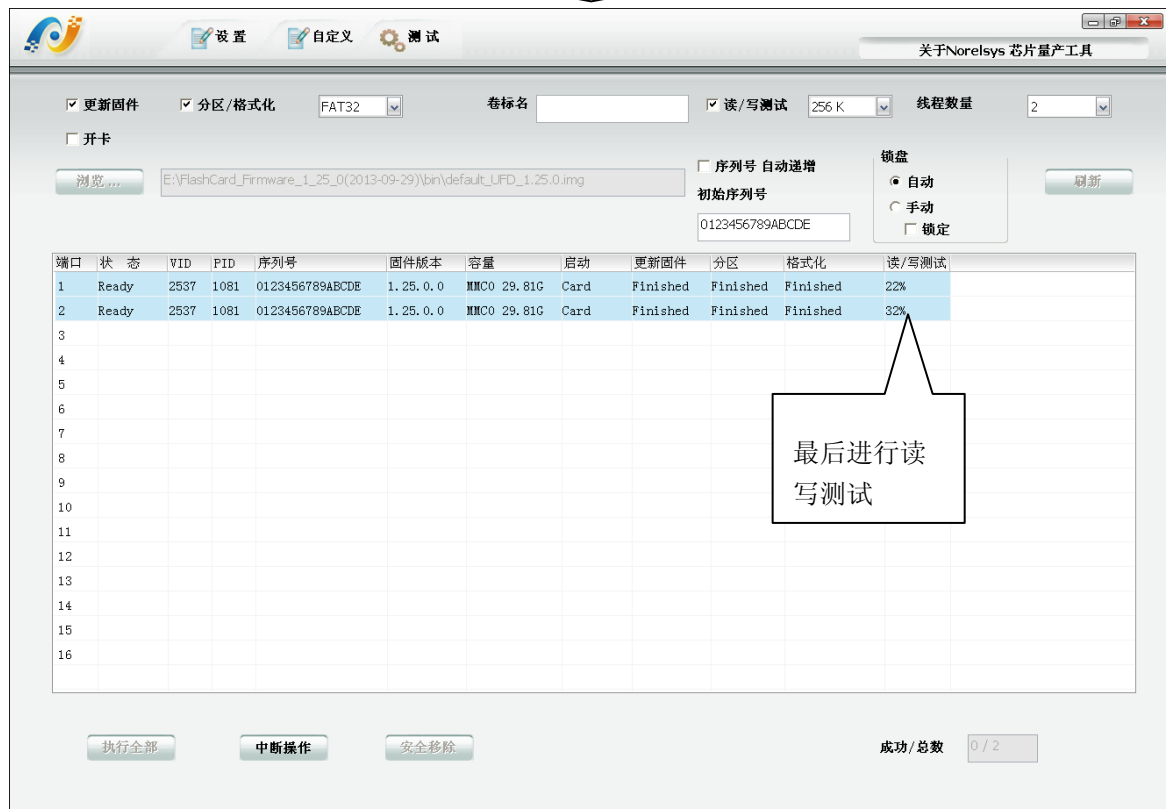 设 置 自定义 测 试
关于Norelsys 芯片量产工具
更新固件 分区/格式化 FAT32 卷标名 读/写测试 256 K 线程数量 2
开卡
浏览 ... E:\FlashCard_Firmware_1_25_0(2013-09-29)\bin\default_UFD_1.25.0.img 序列号 自动递增 锁盘 刷新
自动
初始序列号
手动
0123456789ABCDE 锁定
端口 状 态 VID PID 序列号 固件版本 容量 启动 更新固件 分区 格式化 读/写测试
1 Ready 2537 1081 0123456789ABCDE 1.25.0.0 MMC0 29.81G Card Finished Finished Finished 22%
2 Ready 2537 1081 0123456789ABCDE 1.25.0.0 MMC0 29.81G Card Finished Finished Finished 32%
3
4
5
6
7
8
9
10
11
12
13
14
15
16
最后进行读
写测试
执行全部 中断操作 安全移除 成功/总数 0 / 2